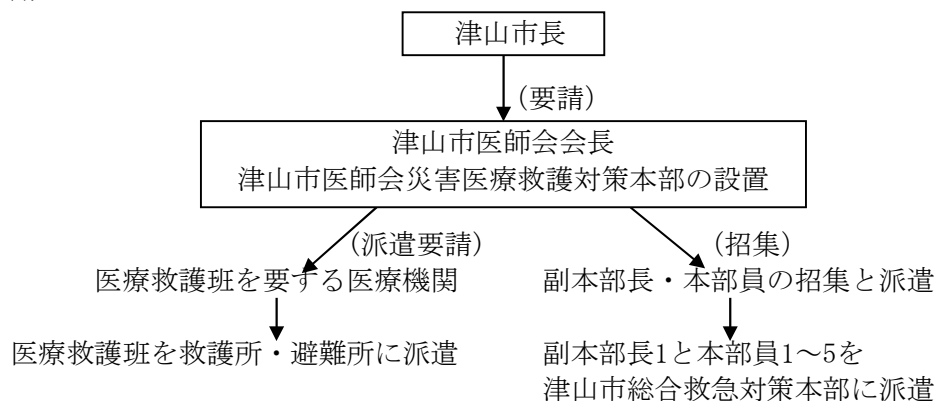 津山市長
(要請)
津山市医師会会長
津山市医師会災害医療救護対策本部の設置
(派遣要請)
(招集)
医療救護班を要する医療機関
副本部長・本部員の招集と派遣
医療救護班を救護所・避難所に派遣
副本部長1と本部員1～5を
津山市総合救急対策本部に派遣